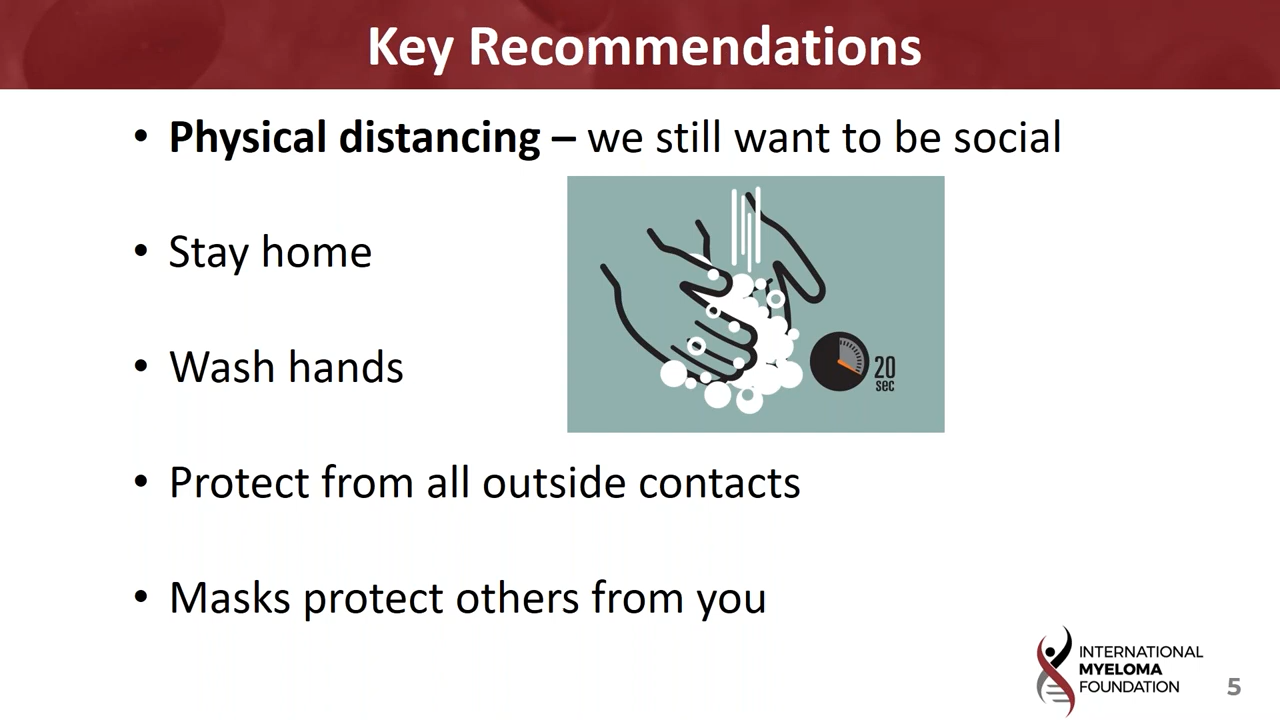 Key Recommendations
• Physical distancing – we still want to be social
• Stay home
• Wash hands
20
sec
• Protect from all outside contacts
• Masks protect others from you
INTERNATIONAL
MYELOMA
FOUNDATION
5